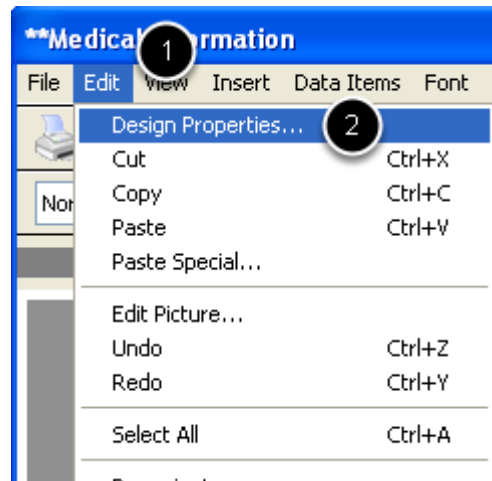 **Medical rmation
1
File Edit View Insert Data Items Font
Design Properties... 2
Cut Ctrl+X
Copy Ctrl+C
Nor
Paste Ctrl+V
Paste Special...
Edit Picture...
Undo Ctrl+Z
Redo Ctrl+Y
Select All Ctrl+A